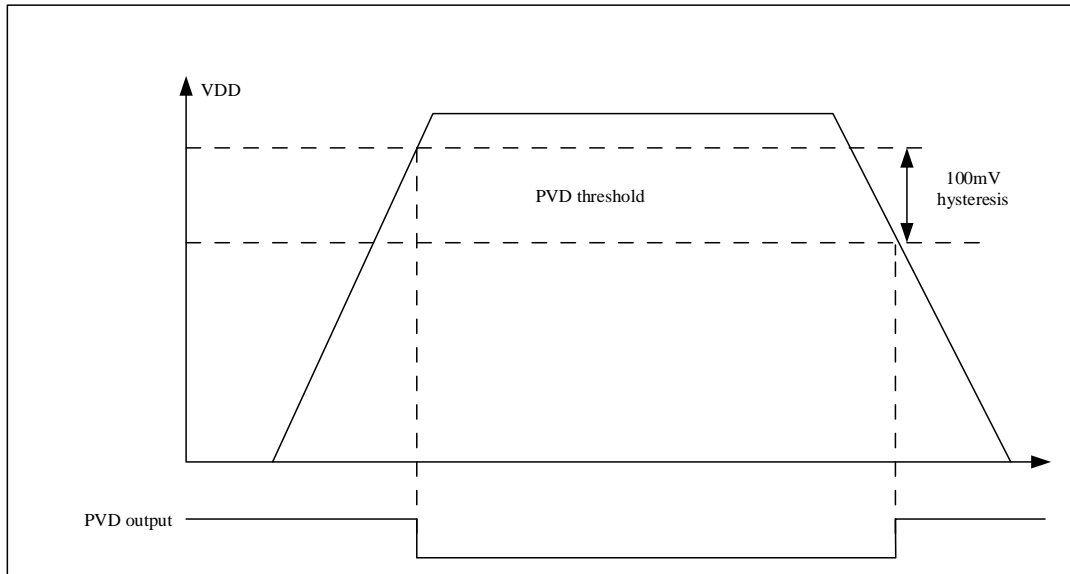 VDD
PVD threshold
100mV
hysteresis
PVD output